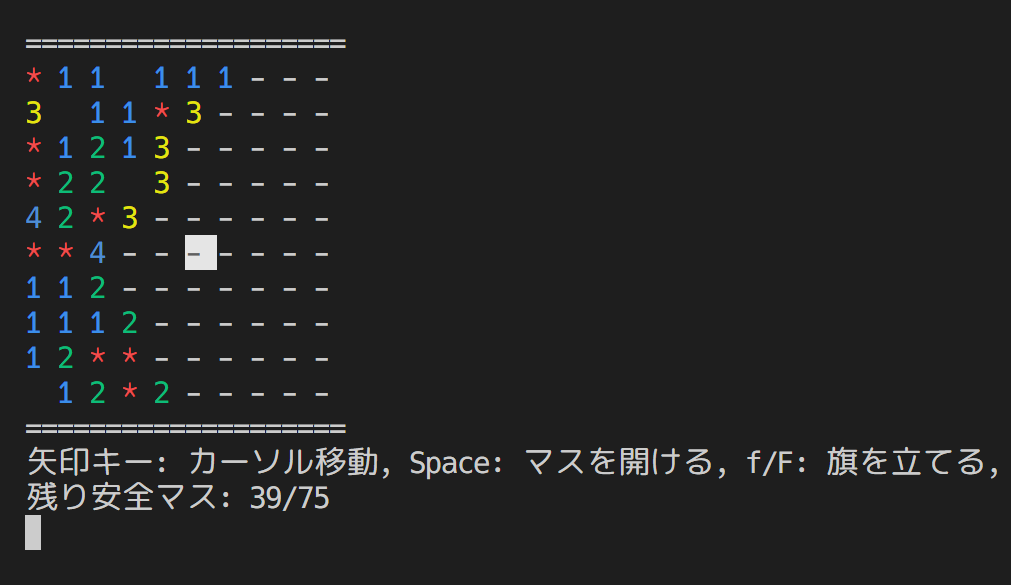 ====================
* 1 1   1 1 1 - - -
3   1 1 * 3 - - - -
* 1 2 1 3 - - - - -
* 2 2   3 - - - - -
4 2 * 3 - - - - - -
* * 4 - - - - - - -
1 1 2 - - - - - - -
1 1 1 2 - - - - - -
1 2 * * - - - - - -
  1 2 * 2 - - - - -
====================
矢印キー: カーソル移動, Space: マスを開ける, f/F: 旗を立てる,
残り安全マス: 39/75